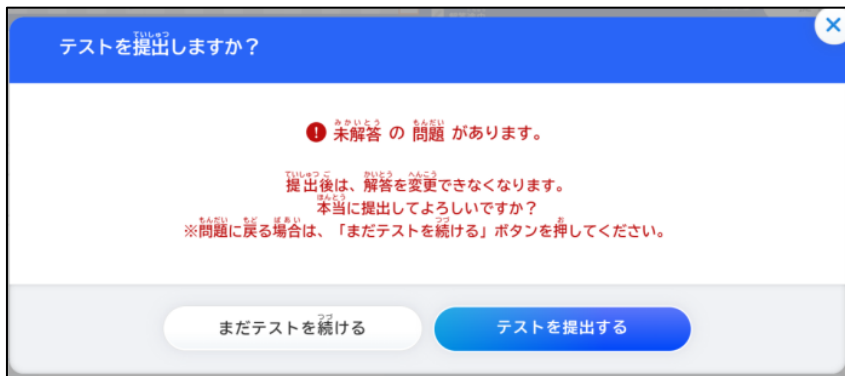 テストを提出しますか？
未解答 の 問題 があります。
提出後は、解答を変更できなくなります。
本当に提出してよろしいですか？
※問題に戻る場合は、「まだテストを続ける」ボタンを押してください。
まだテストを続ける
テストを提出する